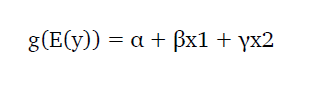 g(E(y)) = α + βx1 + γx2